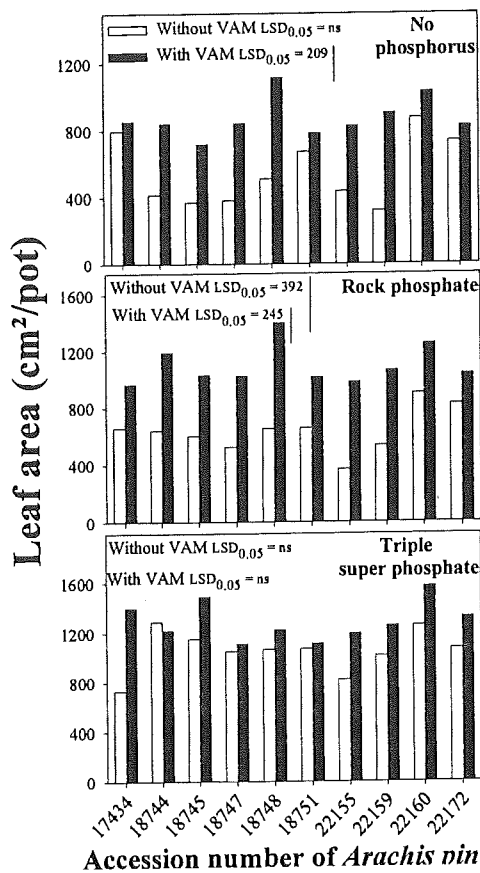 Without VAM LSD0.05 = ns
With VAM LSD0.05 = 209
No
phosphorus
1200
800
400
0
Without VAM LSD0.05 = 392
With VAM LSD0.05 = 245
Rock phosphate
1600
1200
800
400
0
Without VAM LSD0.05 = ns
With VAM LSD0.05 = ns
Triple
super phosphate
1600
1200
800
400
0
Leaf area (cm²/pot)
17434
18744
18745
18747
18748
18751
22155
22159
22160
22172
Accession number of Arachis pin